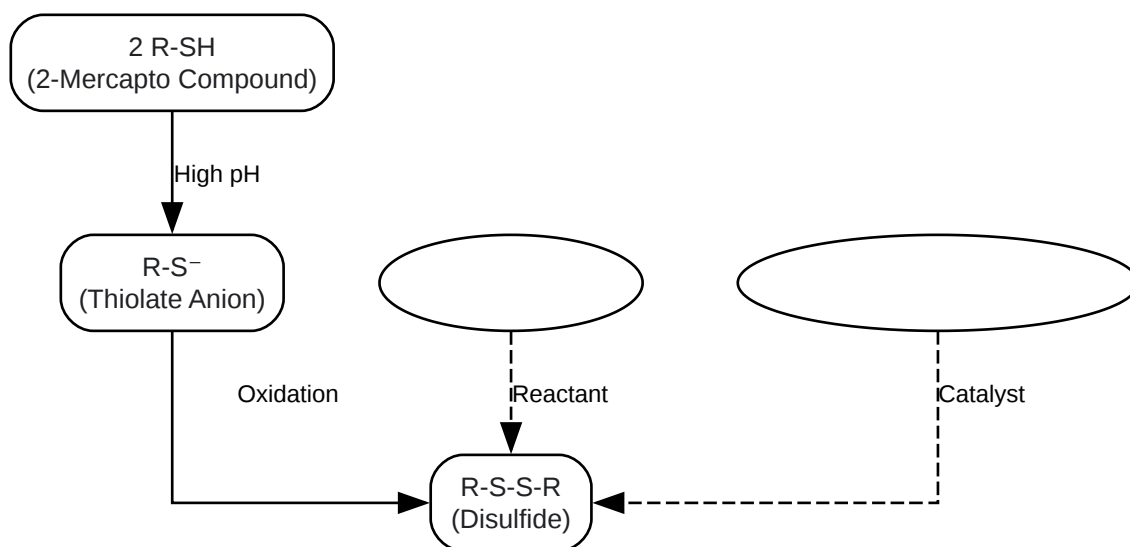 2 R-SH
(2-Mercapto Compound)
High pH
R-S⁻
(Thiolate Anion)
Oxidation
Reactant
Catalyst
R-S-S-R
(Disulfide)